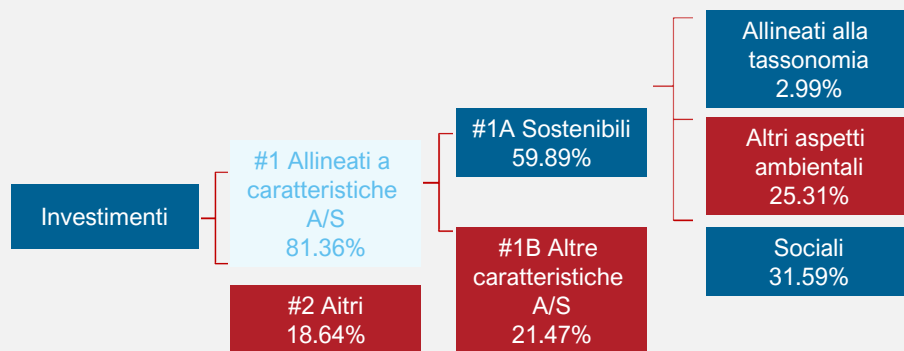 Investimenti
#1 Allineati a
caratteristiche
A/S
81.36%
#2 Aitri
18.64%
#1A Sostenibili
59.89%
#1B Altre
caratteristiche
A/S
21.47%
Allineati alla
tassonomia
2.99%
Altri aspetti
ambientali
25.31%
Sociali
31.59%